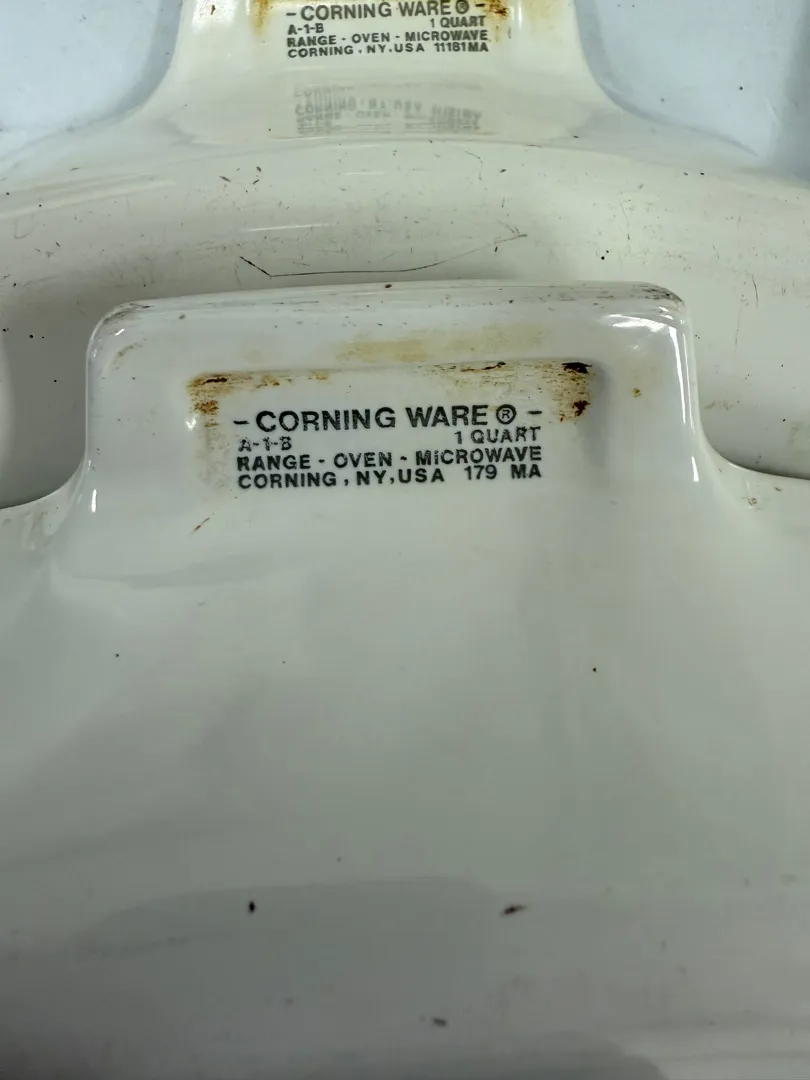 - CORNING WARE ® -
A-1-B 1 QUART
RANGE - OVEN - MICROWAVE
CORNING, NY. USA 11181MA
- CORNING WARE ® -
A-1-B 1 QUART
RANGE - OVEN - MICROWAVE
CORNING, NY, USA 179 MA